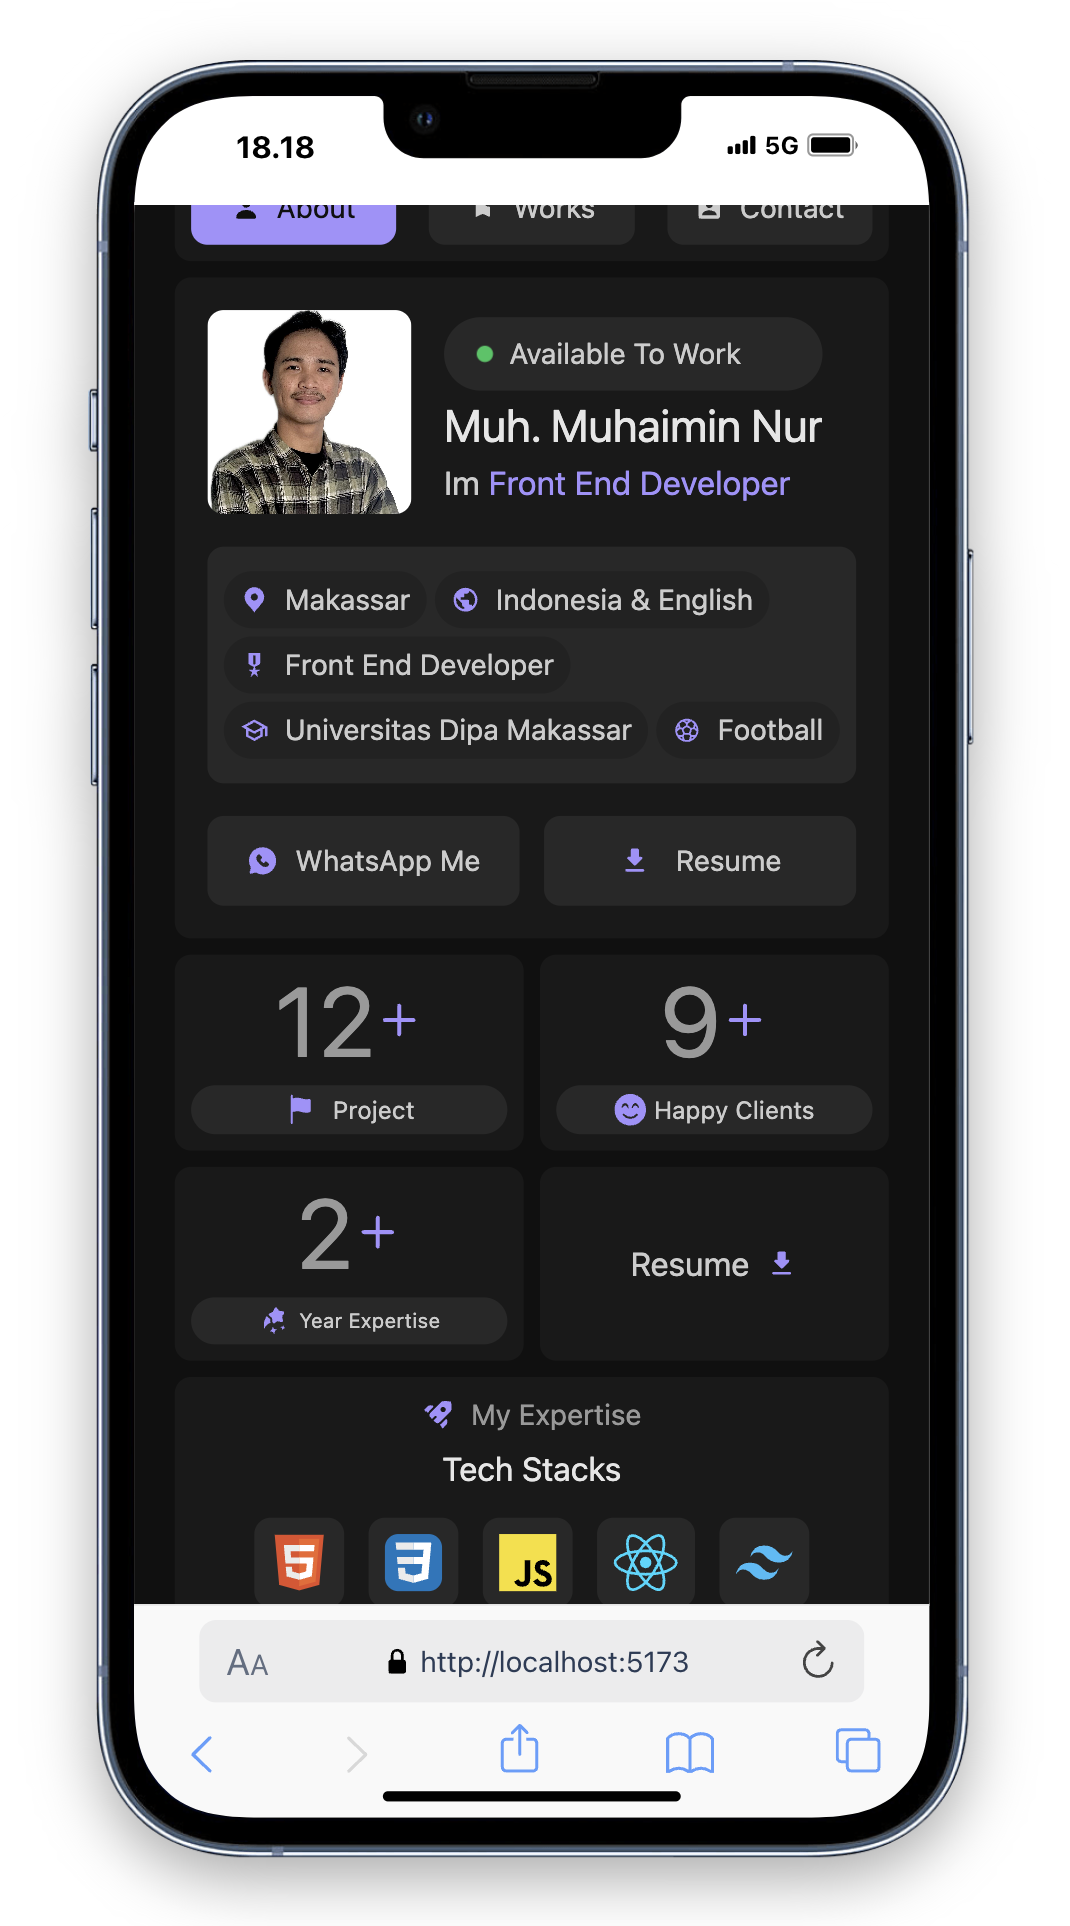 18.18 5G
About Works Contact
Available To Work
Muh. Muhaimin Nur
Im Front End Developer
Makassar Indonesia & English
Front End Developer
Universitas Dipa Makassar Football
WhatsApp Me Resume
12+ 9+
Project Happy Clients
2+
Year Expertise
Resume
My Expertise
Tech Stacks
5 3 JS
AA http://localhost:5173